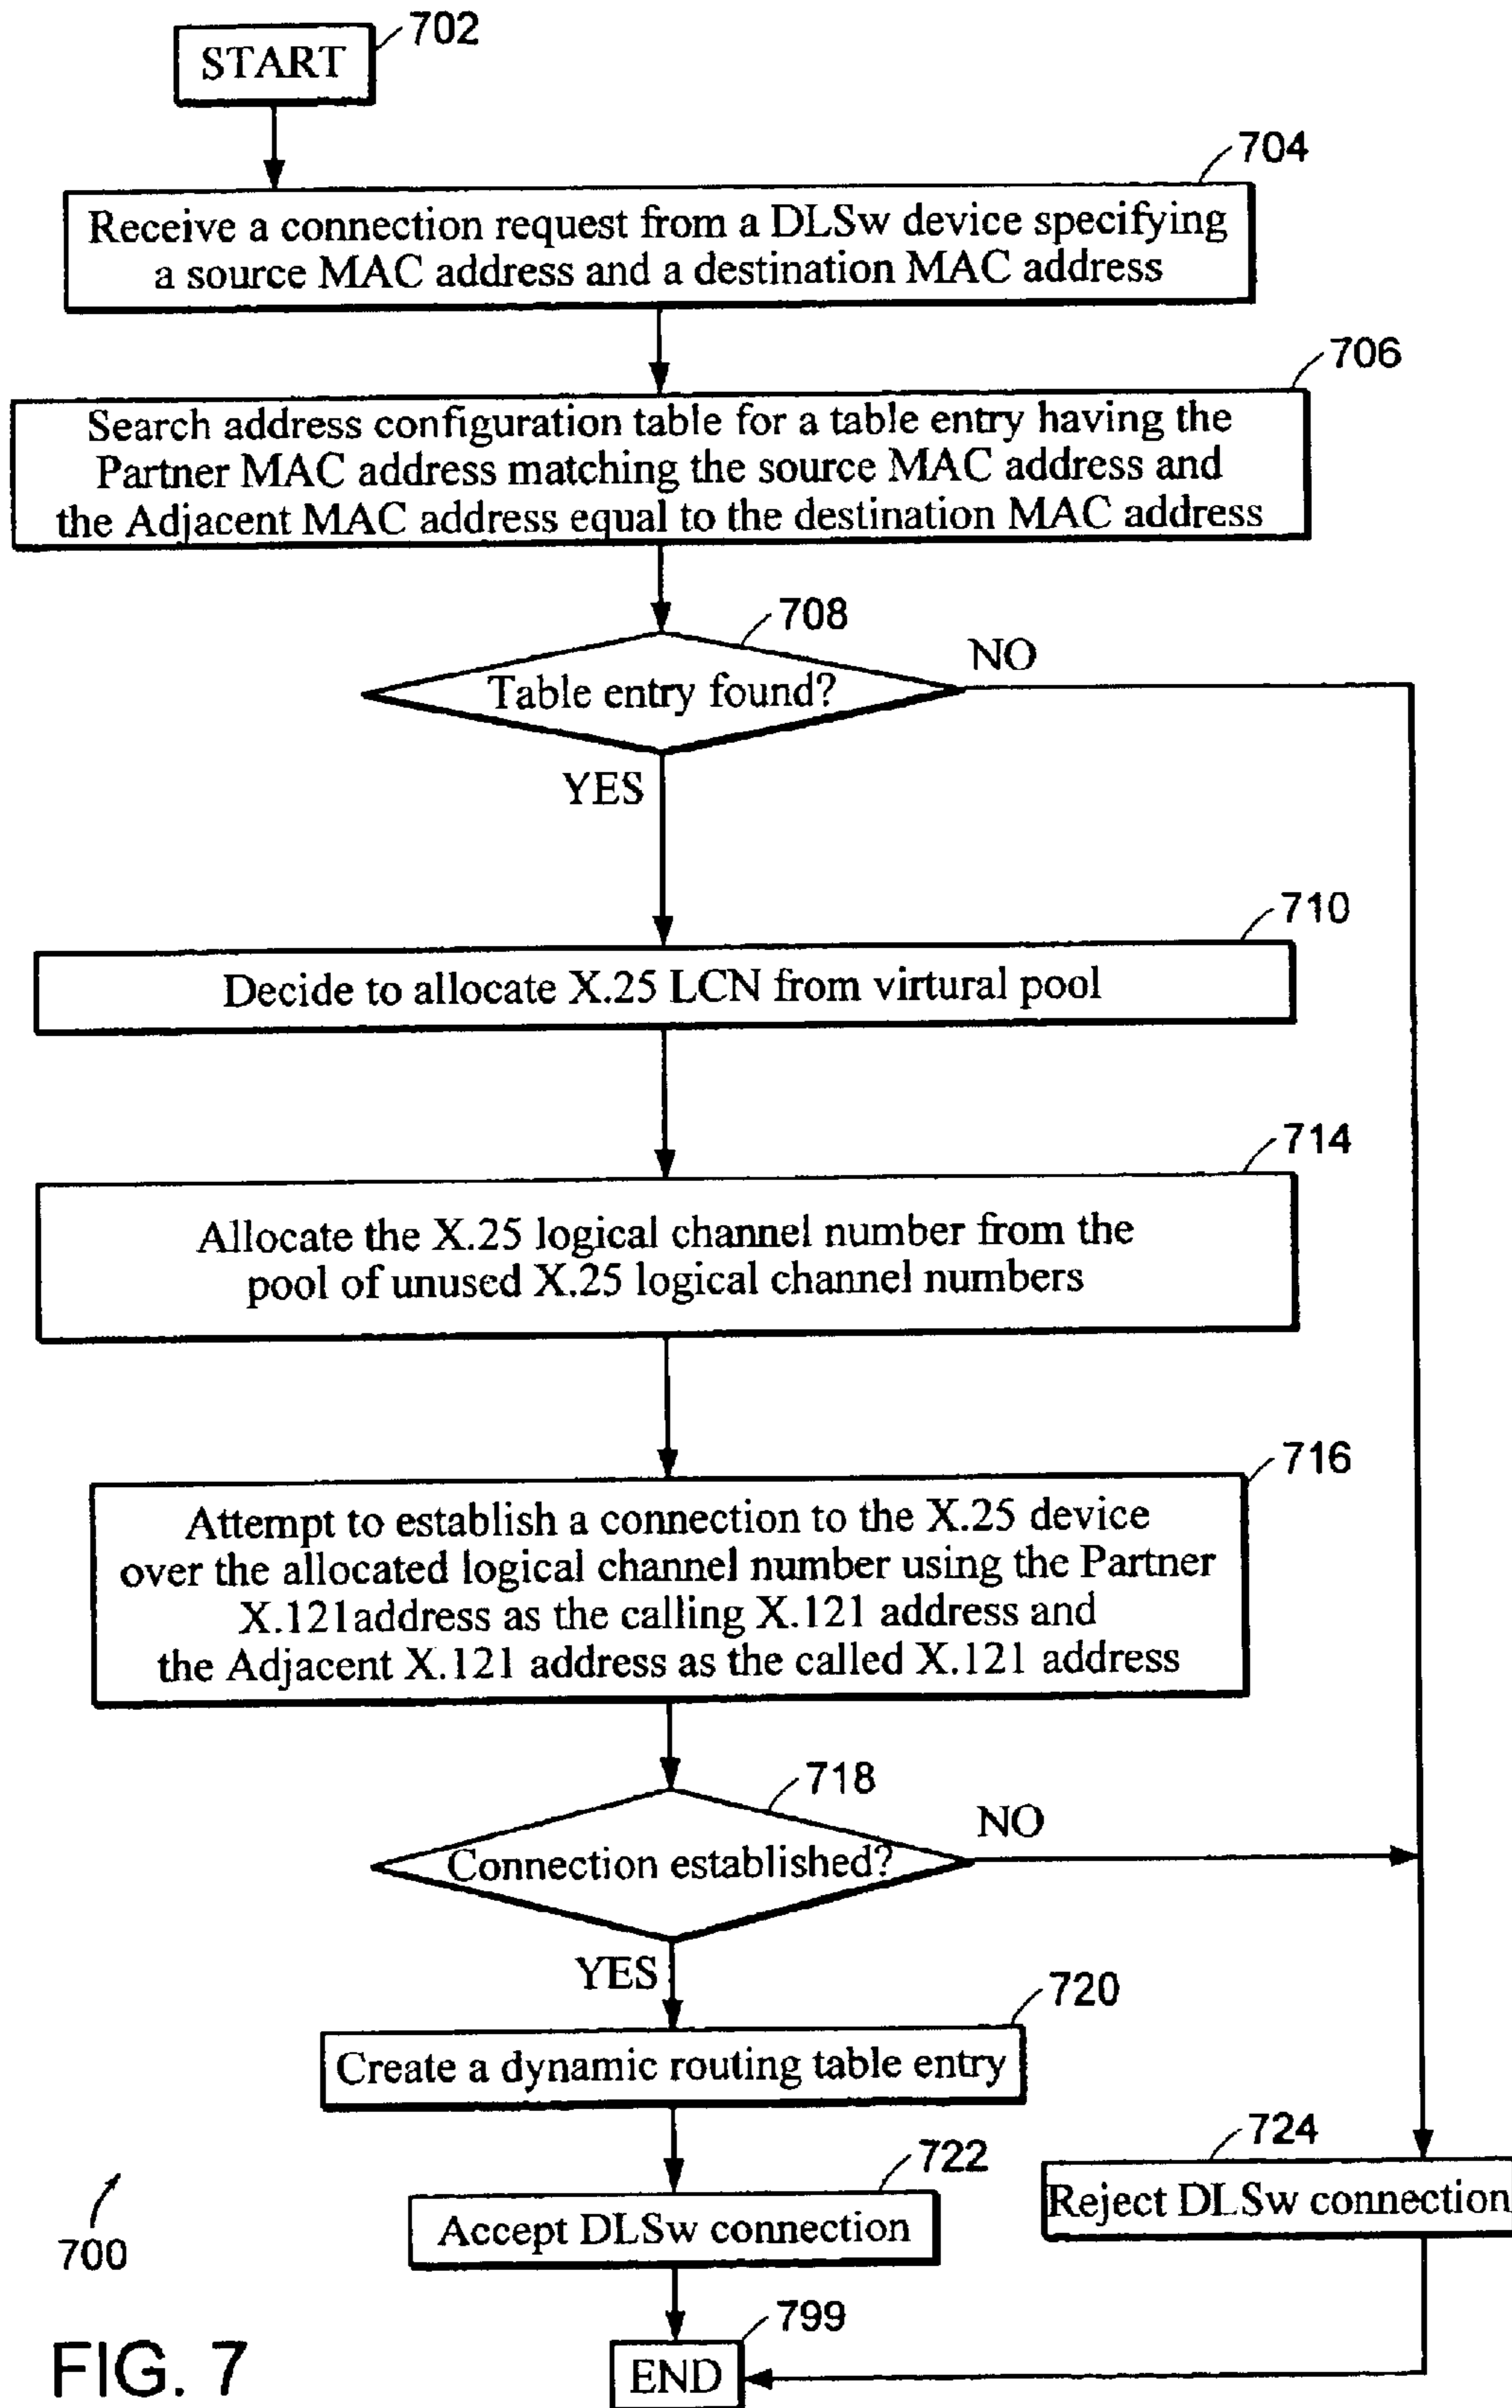 START
702
704
Receive a connection request from a DLSw device specifying
a source MAC address and a destination MAC address
706
Search address configuration table for a table entry having the
Partner MAC address matching the source MAC address and
the Adjacent MAC address equal to the destination MAC address
708
Table entry found?
NO
YES
710
Decide to allocate X.25 LCN from virtural pool
714
Allocate the X.25 logical channel number from the
pool of unused X.25 logical channel numbers
716
Attempt to establish a connection to the X.25 device
over the allocated logical channel number using the Partner
X.121address as the calling X.121 address and
the Adjacent X.121 address as the called X.121 address
718
Connection established?
NO
YES
720
Create a dynamic routing table entry
722
Accept DLSw connection
724
Reject DLSw connection
700
799
END
FIG. 7